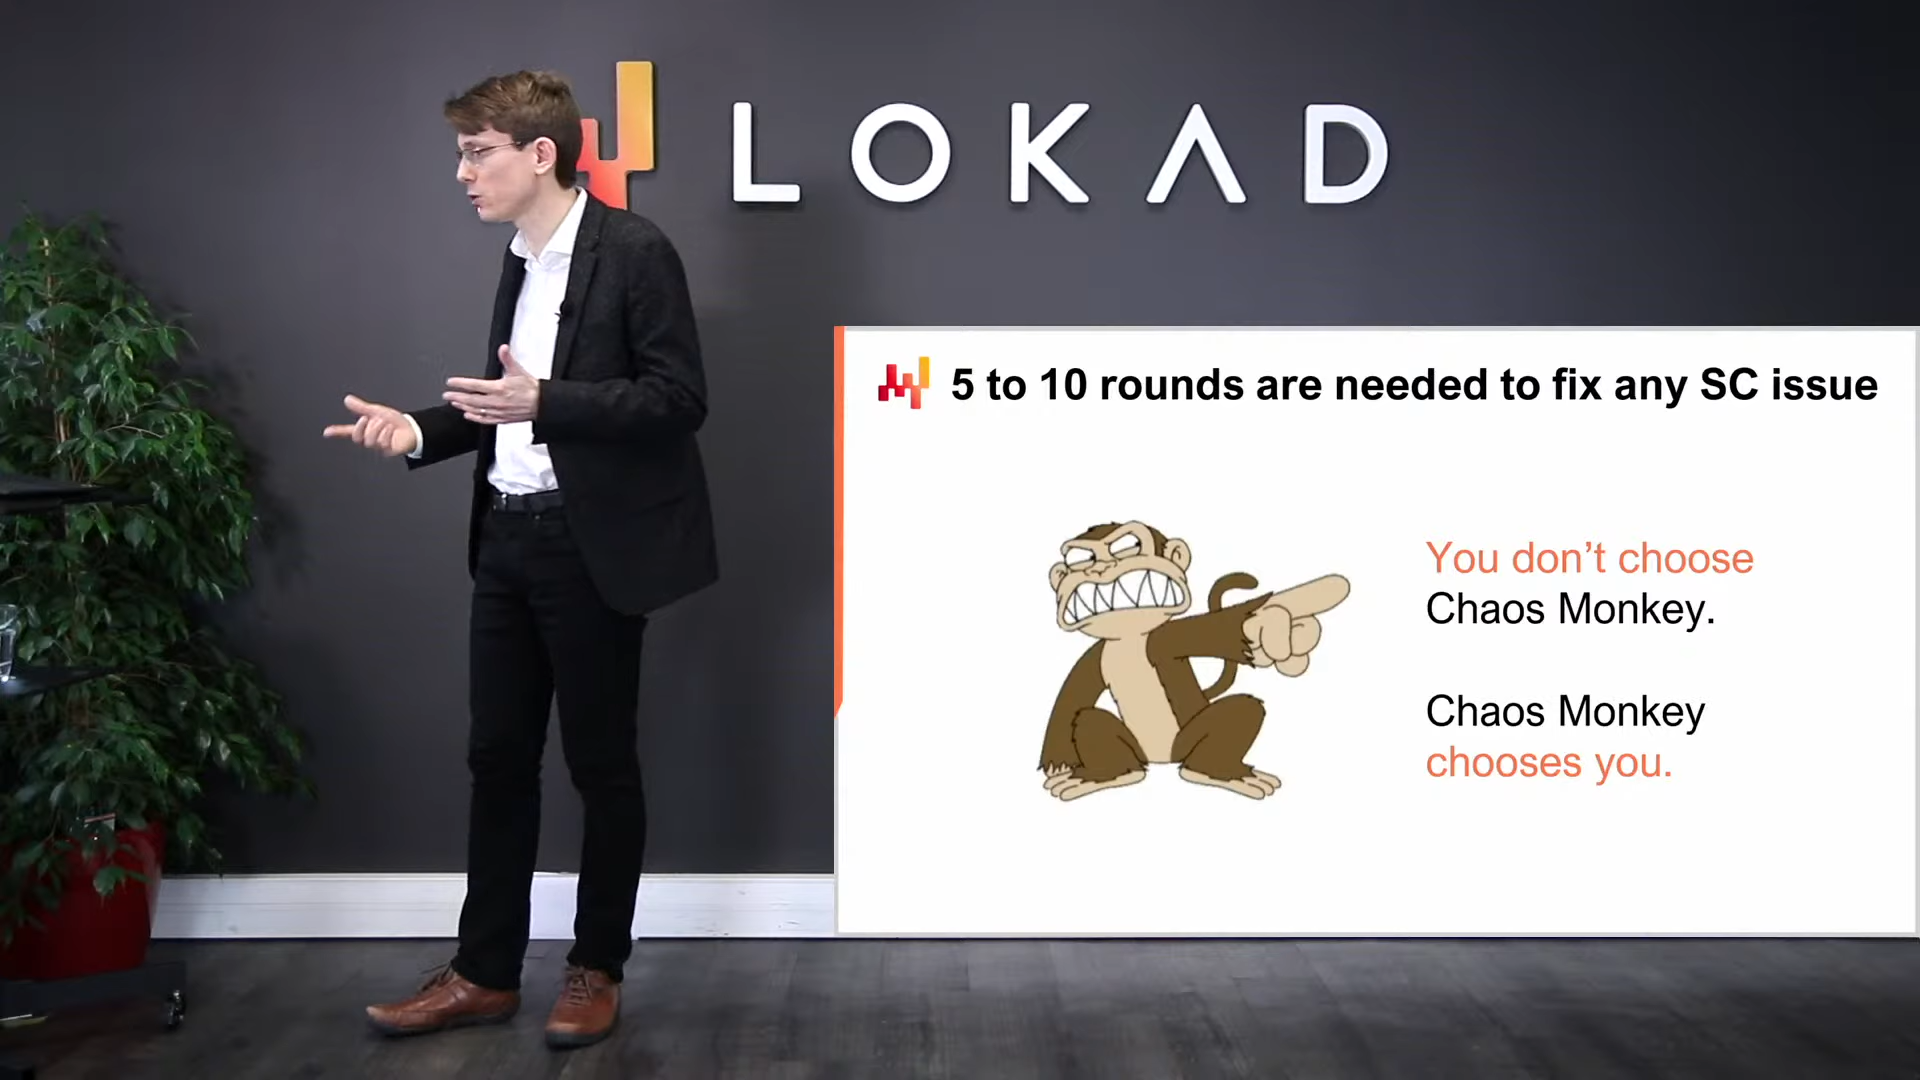 LOKAD
5 to 10 rounds are needed to fix any SC issue
You don’t choose
Chaos Monkey.
Chaos Monkey
chooses you.